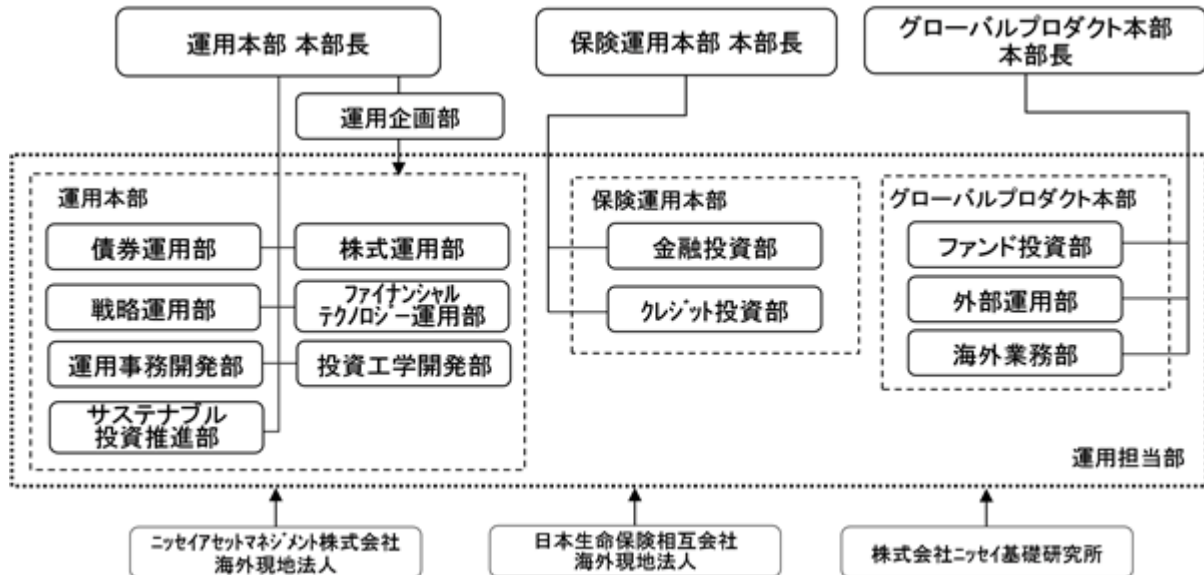 運用本部 本部長
保険運用本部 本部長
グローバルプロダクト本部
本部長
運用企画部
運用本部
債券運用部
株式運用部
戦略運用部
ファイナンシャル
テクノロジー運用部
運用事務開発部
投資工学開発部
サステナブル
投資推進部
保険運用本部
金融投資部
クレジット投資部
グローバルプロダクト本部
ファンド投資部
外部運用部
海外業務部
運用担当部
ニッセイアセットマネジメント株式会社
海外現地法人
日本生命保険相互会社
海外現地法人
株式会社ニッセイ基礎研究所